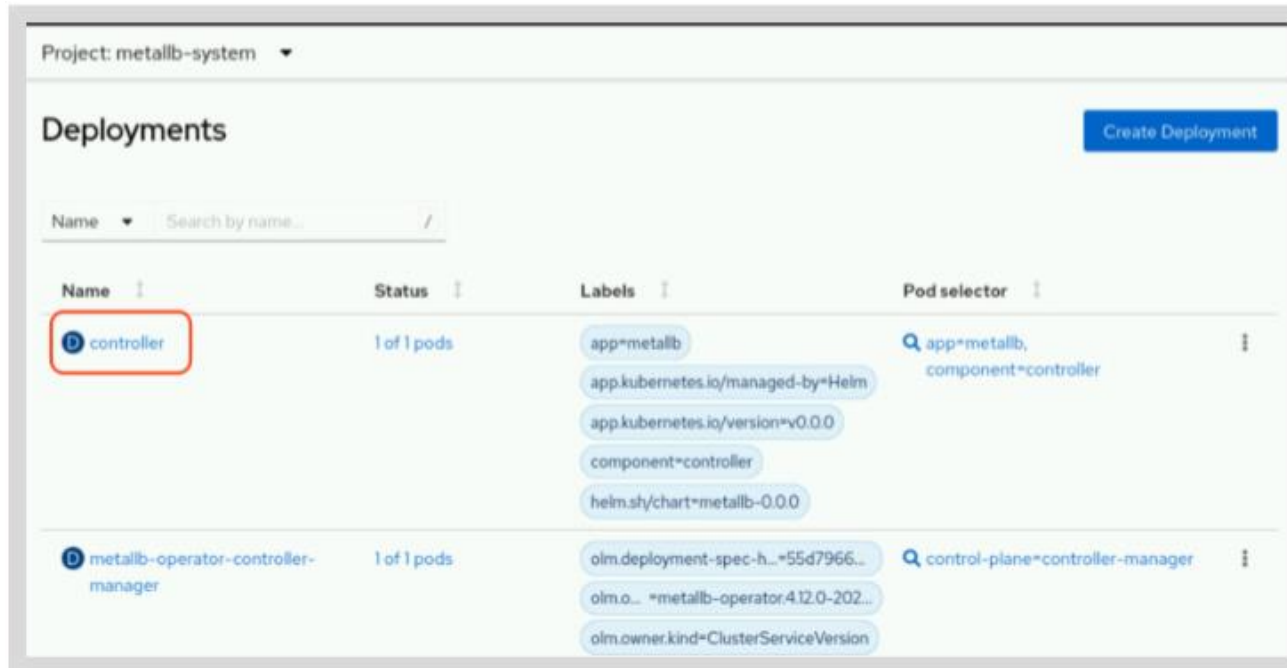 Project: metallb-system
Deployments
Create Deployment
Name Search by name... /
Name Status Labels Pod selector
D controller 1 of 1 pods app=metallb app=metallb,
component=controller
app.kubernetes.io/managed-by=Helm
app.kubernetes.io/version=v0.0.0
component=controller
helm.sh/chart=metallb-0.0.0
D metallb-operator-controller- 1 of 1 pods olm.deployment-spec-h...=55d7966... control-plane=controller-manager
manager
olm.o... =metallb-operator.4.12.0-202...
olm.owner.kind=ClusterServiceVersion